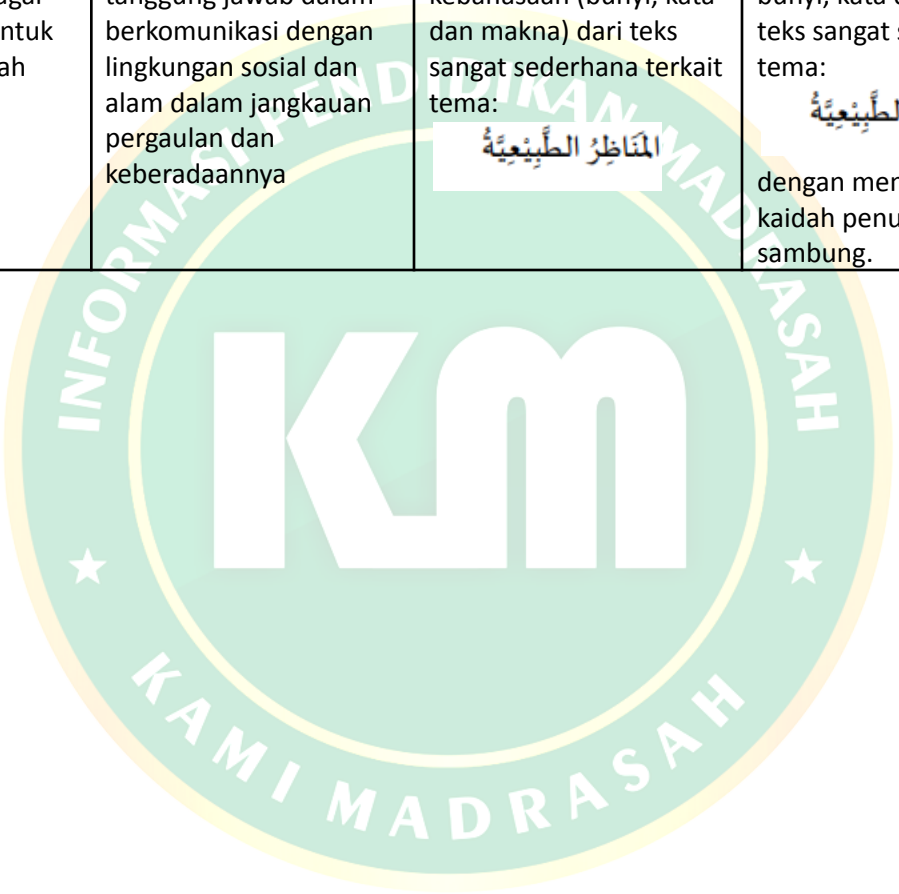 tanggung jawab dalam
berkomunikasi dengan
lingkungan sosial dan
alam dalam jangkauan
pergaulan dan
keberadaannya
kebahasaan (bunyi, kata
dan makna) dari teks
sangat sederhana terkait
tema:
المَنَاظِرُ الطَّبِيْعِيَّةُ
bunyi, kata
teks sangat
tema:
الطَّبِيْعِيَّةُ
dengan
kaidah
sambung.
INFORMASI PENDIDIKAN MADRASAH
KM
KAMI MADRASAH